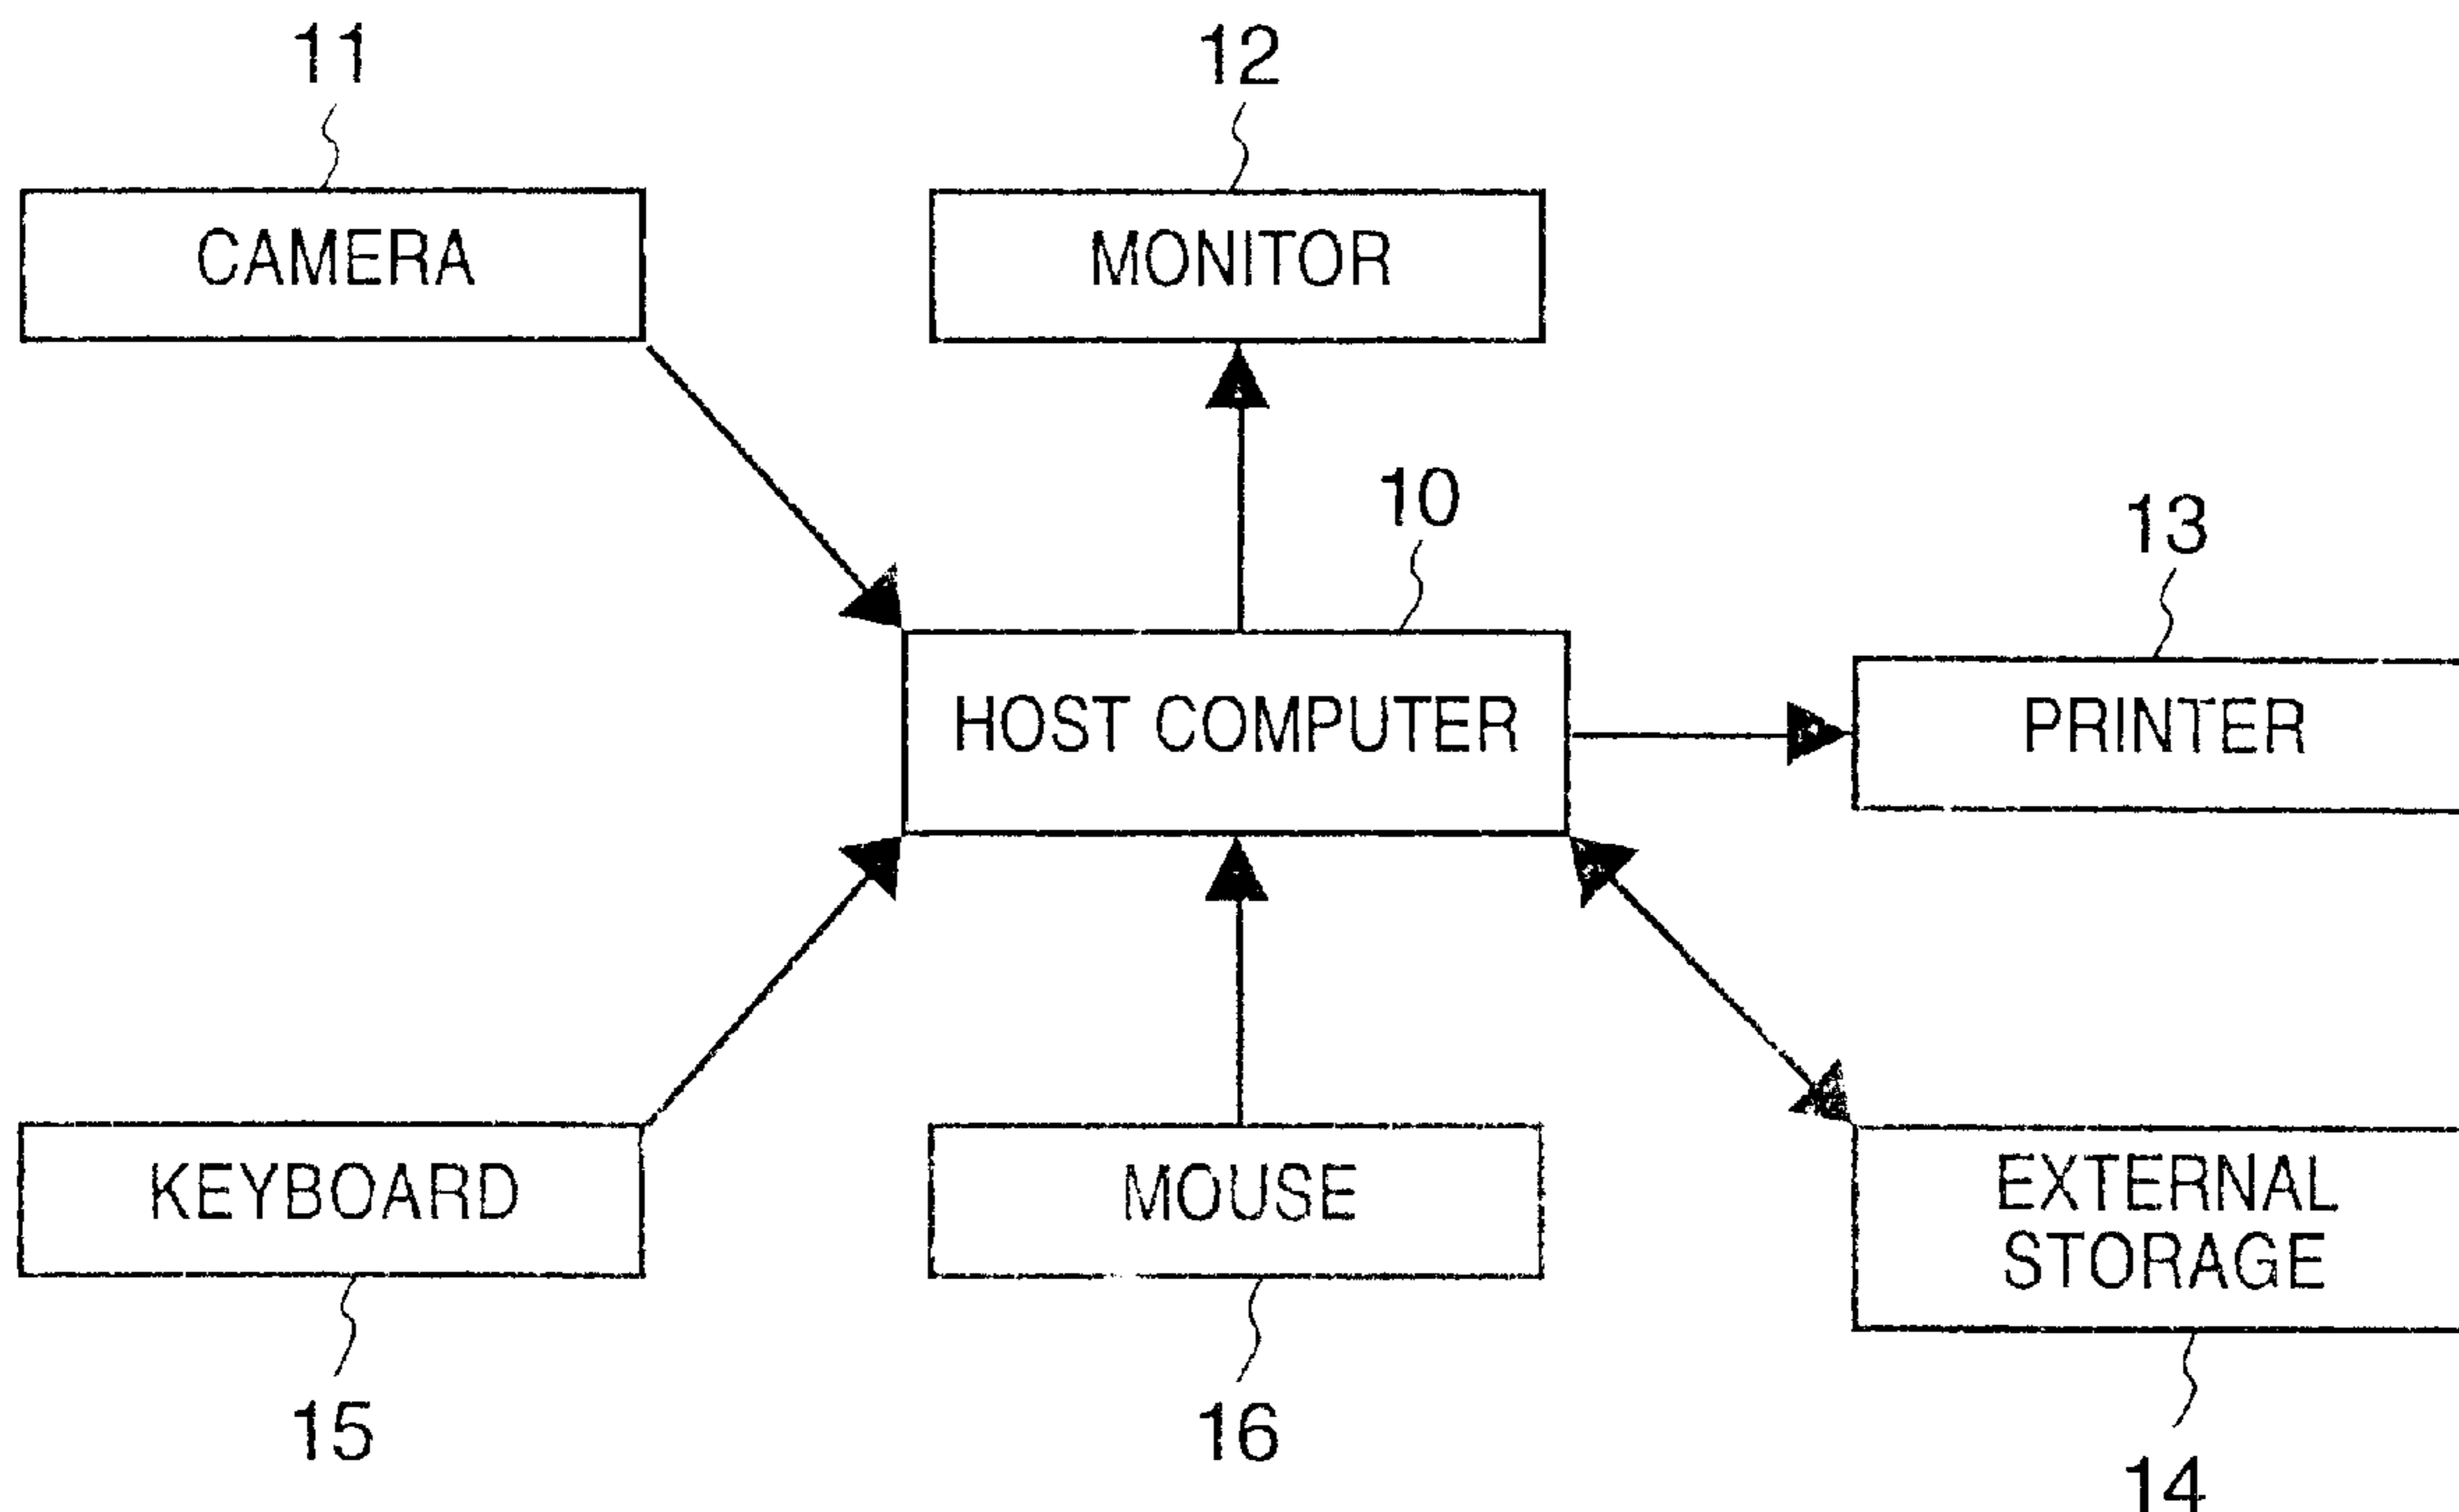 11
12
CAMERA
MONITOR
10
13
HOST COMPUTER
PRINTER
KEYBOARD
MOUSE
EXTERNAL
STORAGE
15
16
14